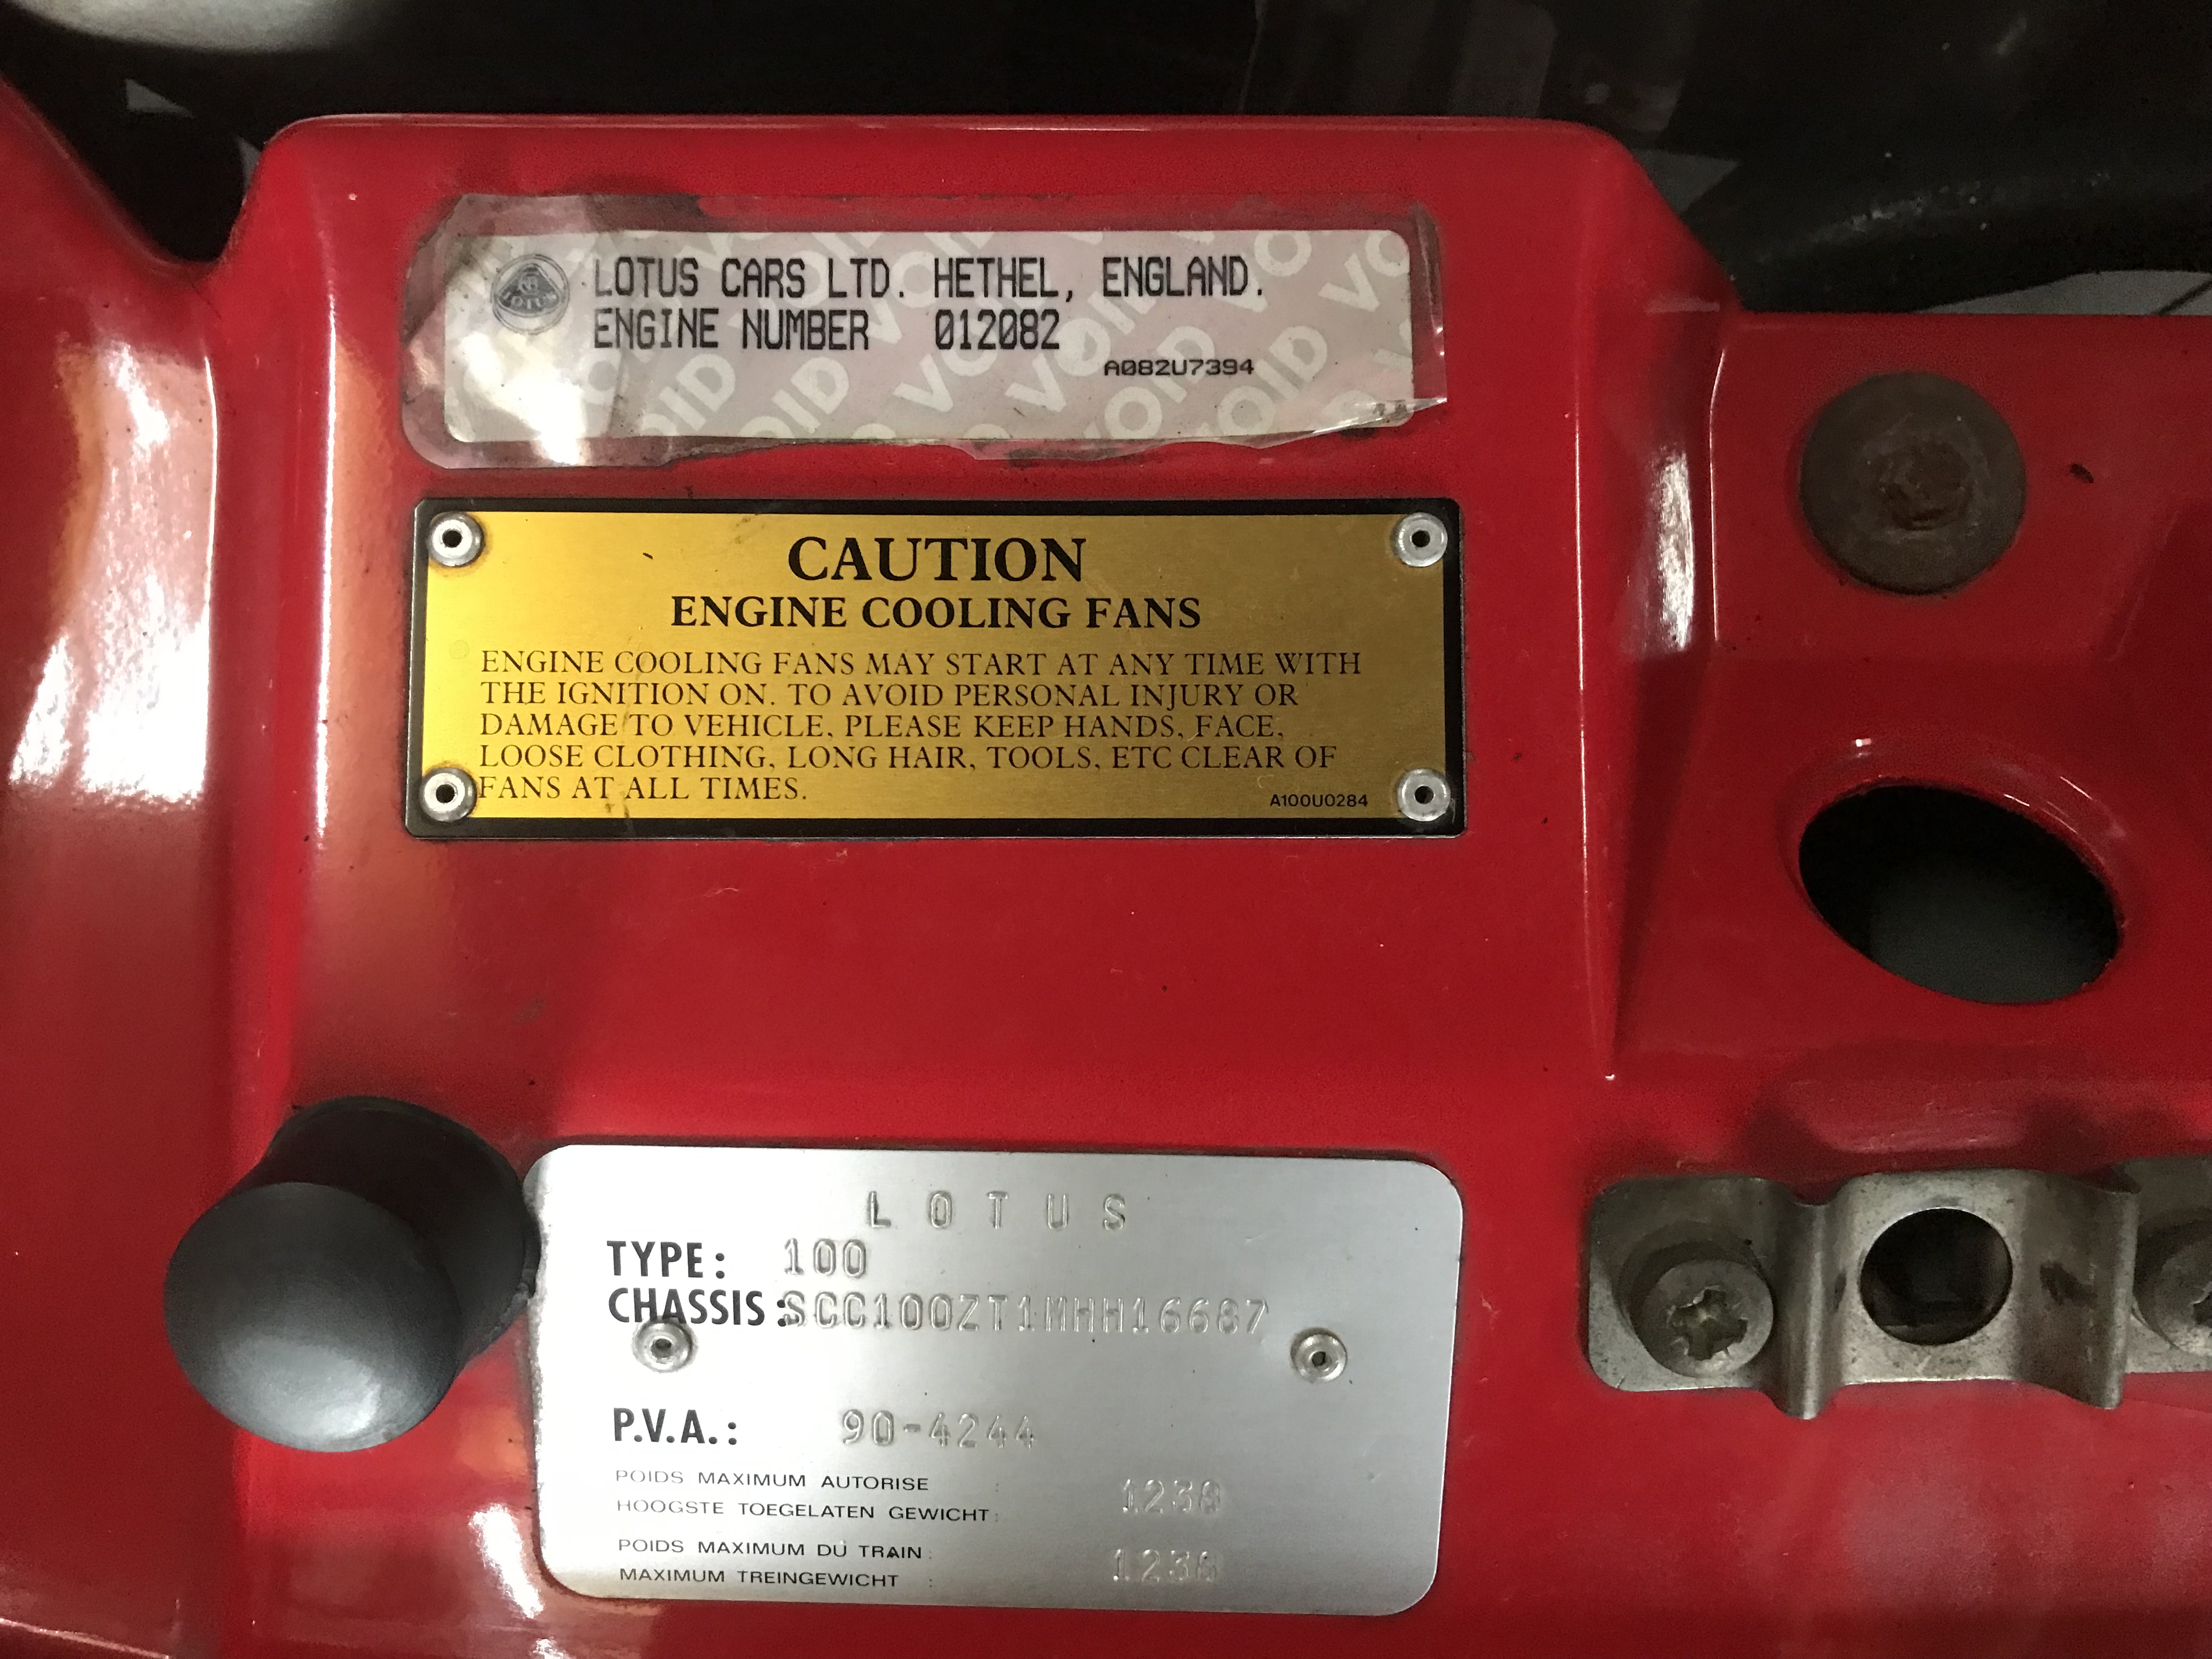 LOTUS CARS LTD. HETHEL, ENGLAND.
ENGINE NUMBER 012082
A082U7394
CAUTION
ENGINE COOLING FANS
ENGINE COOLING FANS MAY START AT ANY TIME WITH
THE IGNITION ON. TO AVOID PERSONAL INJURY OR
DAMAGE TO VEHICLE, PLEASE KEEP HANDS, FACE,
LOOSE CLOTHING, LONG HAIR, TOOLS, ETC CLEAR OF
FANS AT ALL TIMES.
A100U0284
LOTUS
TYPE: 100
CHASSIS: SCC100ZT1MHH16687
P.V.A.: 90-4244
POIDS MAXIMUM AUTORISE :
HOOGSTE TOEGELATEN GEWICHT: 1238
POIDS MAXIMUM DU TRAIN :
MAXIMUM TREINGEWICHT : 1238